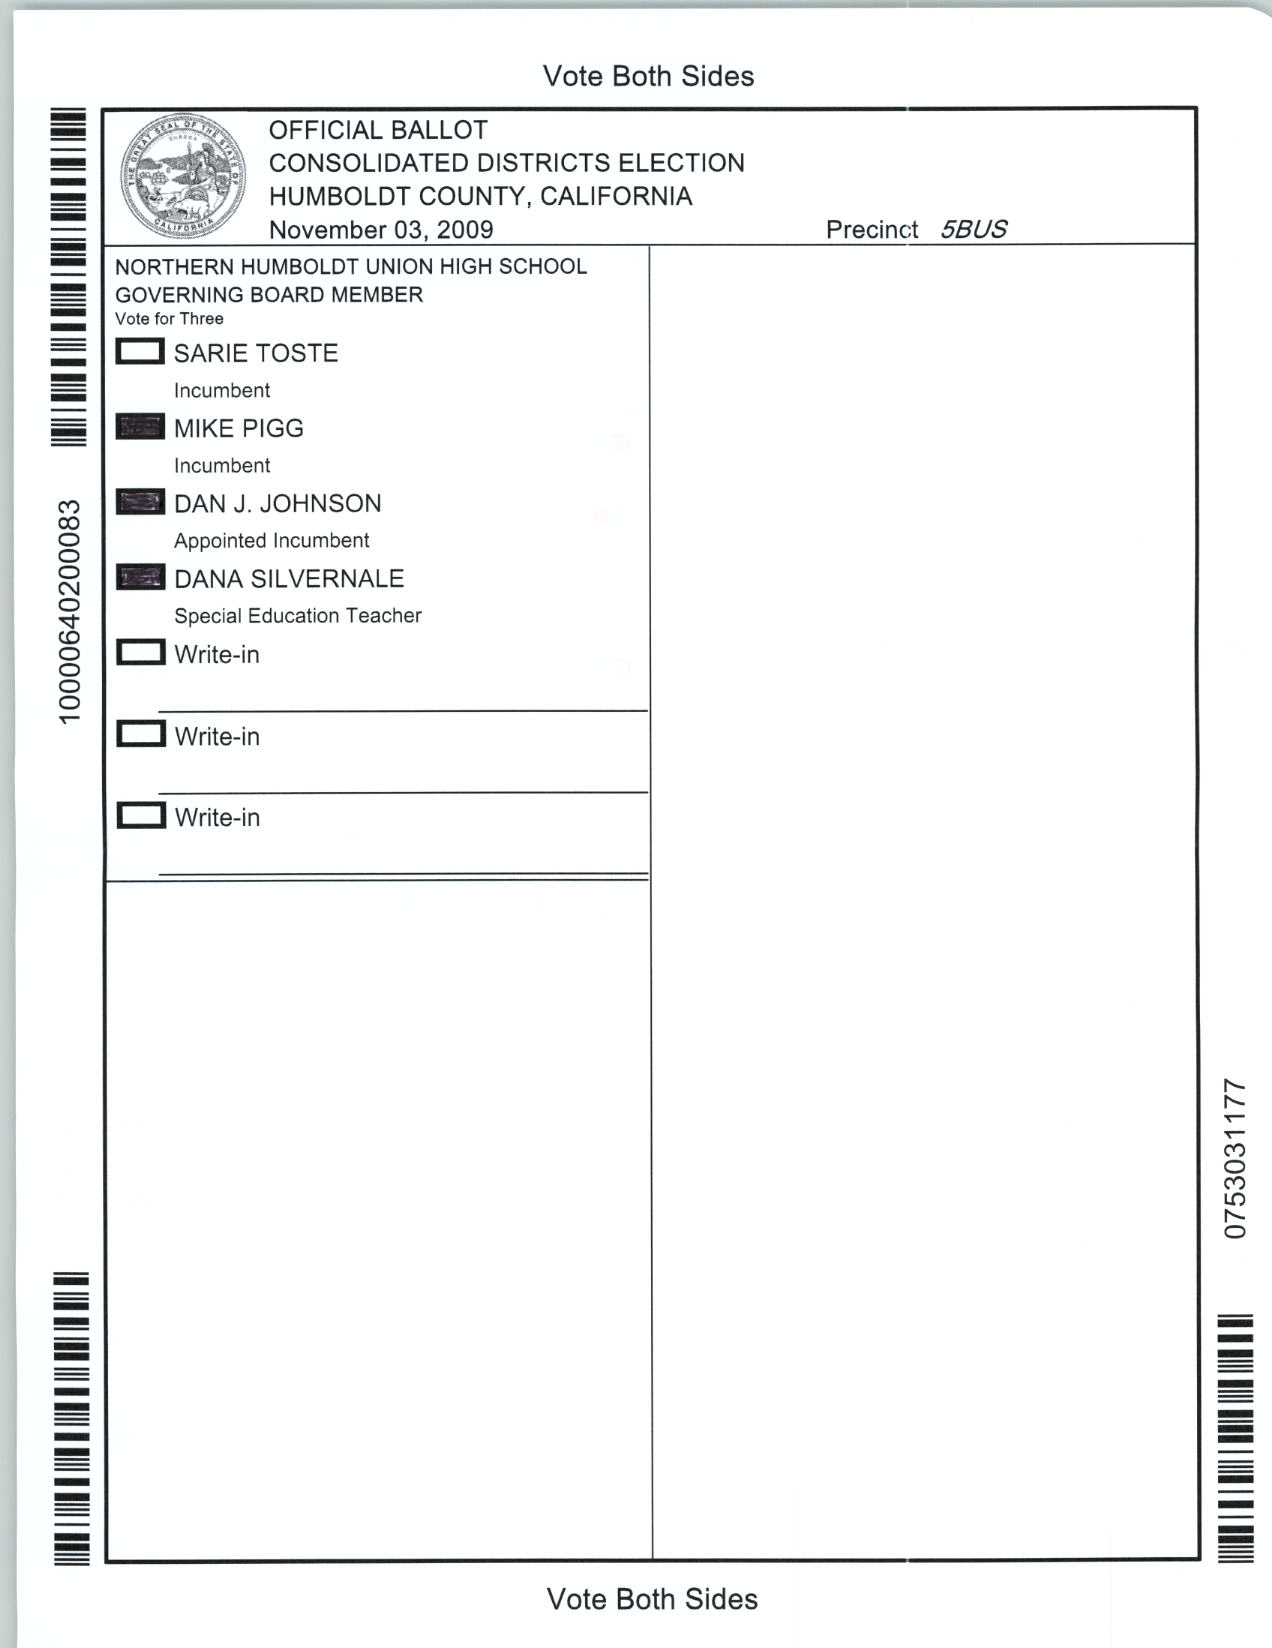 Vote Both Sides
OFFICIAL BALLOT
CONSOLIDATED DISTRICTS ELECTION
HUMBOLDT COUNTY, CALIFORNIA
November 03, 2009
Precinct 5BUS
THE GREAT SEAL OF THE STATE OF CALIFORNIA
EUREKA
NORTHERN HUMBOLDT UNION HIGH SCHOOL
GOVERNING BOARD MEMBER
Vote for Three
SARIE TOSTE
Incumbent
MIKE PIGG
Incumbent
DAN J. JOHNSON
Appointed Incumbent
DANA SILVERNALE
Special Education Teacher
Write-in
Write-in
Write-in
10000640200083
0753031177
Vote Both Sides